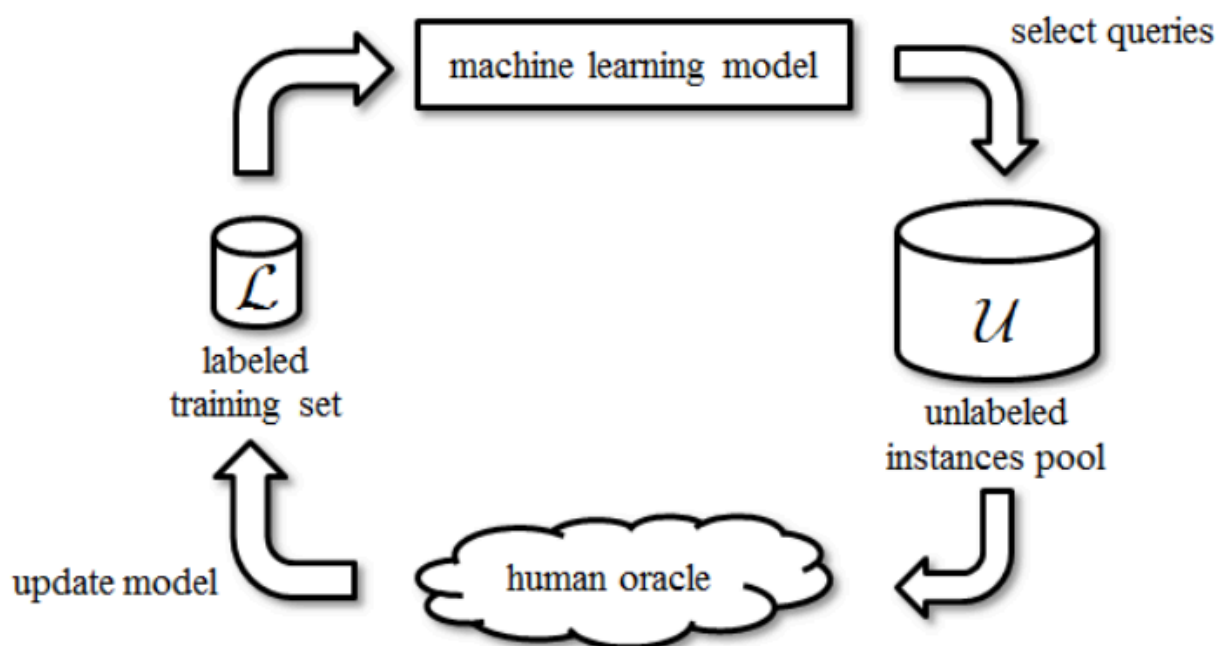 select queries
machine learning model
ℒ
𝒰
labeled
training set
unlabeled
instances pool
human oracle
update model